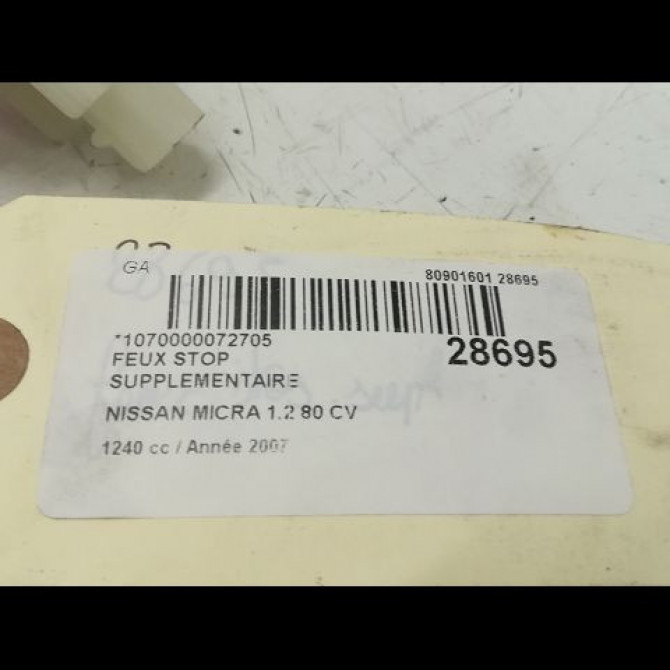 GA
80901601 28695
*1070000072705
28695
FEUX STOP
SUPPLEMENTAIRE
NISSAN MICRA 1.2 80 CV
1240 cc / Année 2007